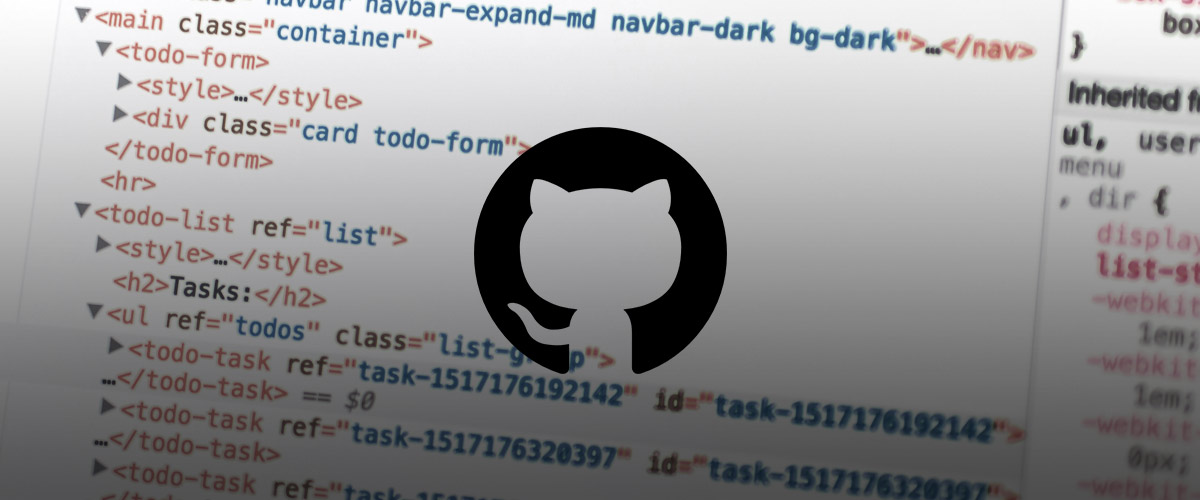 navbar navbar-expand-md navbar-dark bg-dark">…</nav>
▼<main class="container">
▼<todo-form>
▶<style>…</style>
▶<div class="card todo-form">
</todo-form>
<hr>
▼<todo-list ref="list">
▶<style>…</style>
<h2>Tasks:</h2>
▼<ul ref="todos" class="list-g p">
▶<todo-task ref="task-1517176192142" id="task-1517176192142">
…</todo-task> == $0
▶<todo-task ref="task-1517176320397" id="task-1517176320397">
…</todo-task>
▶<todo-task ref="task-1517
}
Inherited
ul, user
menu
, dir {
display
list-st
-webkit
1em;
-webkit
1em;
-webkit
0px;
-webkit